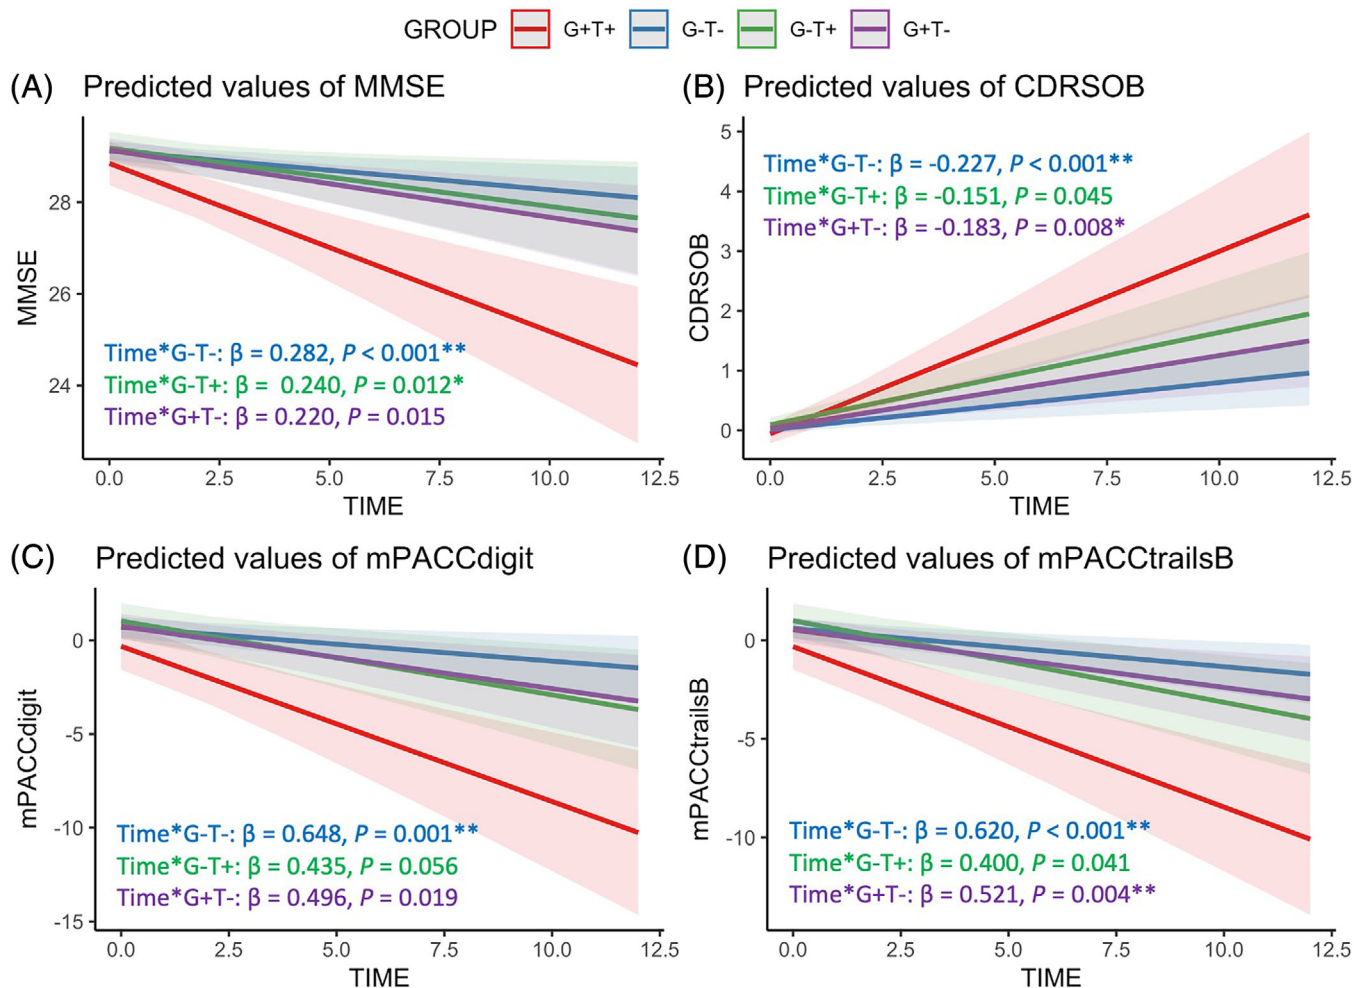 GROUP G+T+ G-T- G-T+ G+T-
(A) Predicted values of MMSE
MMSE
28
26
24
Time*G-T-: β = 0.282, P < 0.001**
Time*G-T+: β = 0.240, P = 0.012*
Time*G+T-: β = 0.220, P = 0.015
0.0 2.5 5.0 7.5 10.0 12.5
TIME
(B) Predicted values of CDRSOB
CDRSOB
5
4
3
2
1
0
Time*G-T-: β = -0.227, P < 0.001**
Time*G-T+: β = -0.151, P = 0.045
Time*G+T-: β = -0.183, P = 0.008*
0.0 2.5 5.0 7.5 10.0 12.5
TIME
(C) Predicted values of mPACCdigit
mPACCdigit
0
-5
-10
-15
Time*G-T-: β = 0.648, P = 0.001**
Time*G-T+: β = 0.435, P = 0.056
Time*G+T-: β = 0.496, P = 0.019
0.0 2.5 5.0 7.5 10.0 12.5
TIME
(D) Predicted values of mPACCtrailsB
mPACCtrailsB
0
-5
-10
Time*G-T-: β = 0.620, P < 0.001**
Time*G-T+: β = 0.400, P = 0.041
Time*G+T-: β = 0.521, P = 0.004**
0.0 2.5 5.0 7.5 10.0 12.5
TIME